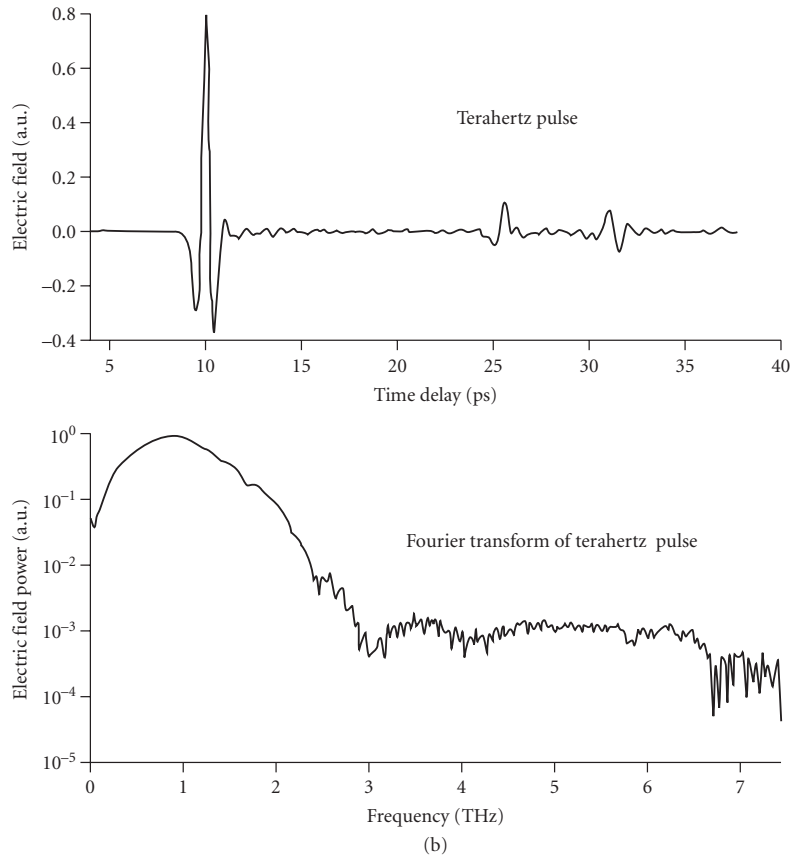 0.8
0.6
0.4
0.2
0.0
−0.2
−0.4
Electric field (a.u.)
Terahertz pulse
5 10 15 20 25 30 35 40
Time delay (ps)
10⁰
10⁻¹
10⁻²
10⁻³
10⁻⁴
10⁻⁵
Electric field power (a.u.)
Fourier transform of terahertz pulse
0 1 2 3 4 5 6 7
Frequency (THz)
(b)